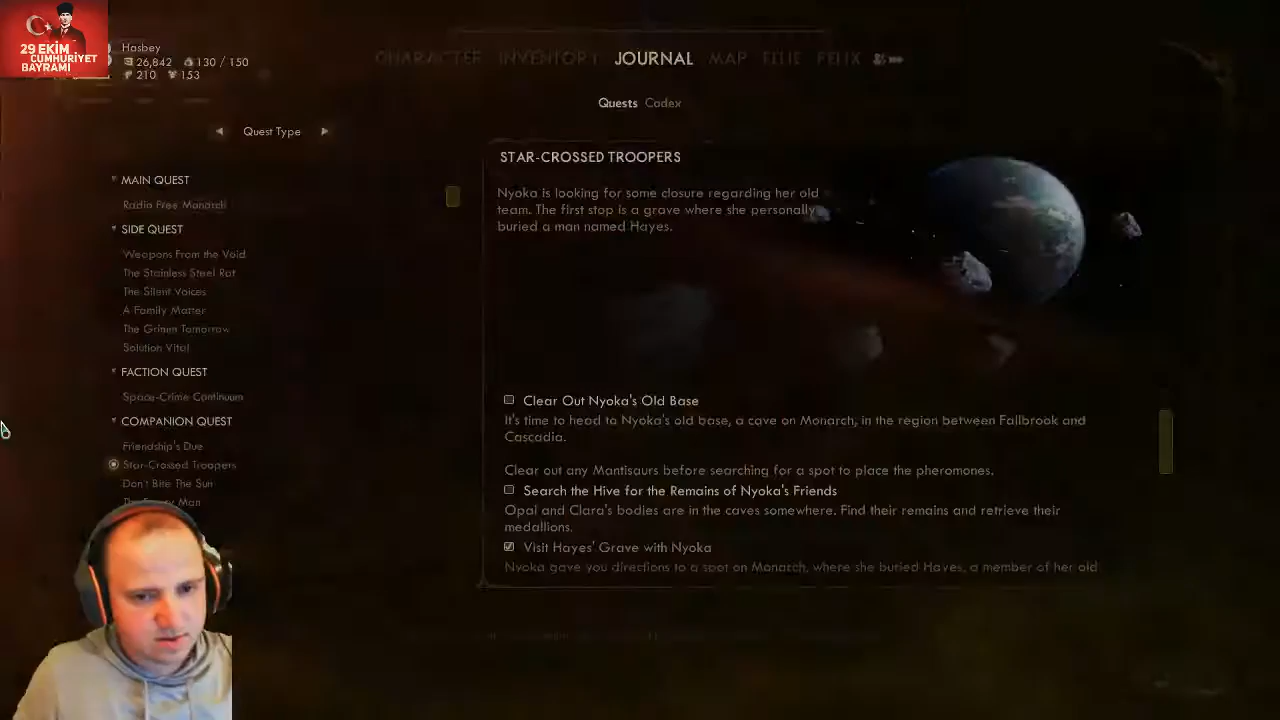 29 EKİM
CUMHURİYET
BAYRAMI
Hasbey
26,842 130 / 150
210 153
CHARACTER INVENTORY JOURNAL MAP ELLIE FELIX
Quests Codex
Quest Type
MAIN QUEST
Radio Free Monarch
SIDE QUEST
Weapons From the Void
The Stainless Steel Rat
The Silent Voices
A Family Matter
The Grimm Tomorrow
Solution Vital
FACTION QUEST
Space-Crime Continuum
COMPANION QUEST
Friendship's Due
Star-Crossed Troopers
Don't Bite The Sun
The Empty Man
STAR-CROSSED TROOPERS
Nyoka is looking for some closure regarding her old
team. The first stop is a grave where she personally
buried a man named Hayes.
Clear Out Nyoka's Old Base
It's time to head to Nyoka's old base, a cave on Monarch, in the region between Fallbrook and
Cascadia.
Clear out any Mantisaurs before searching for a spot to place the pheromones.
Search the Hive for the Remains of Nyoka's Friends
Opal and Clara's bodies are in the caves somewhere. Find their remains and retrieve their
medallions.
Visit Hayes' Grave with Nyoka
Nyoka gave you directions to a spot on Monarch, where she buried Hayes, a member of her old